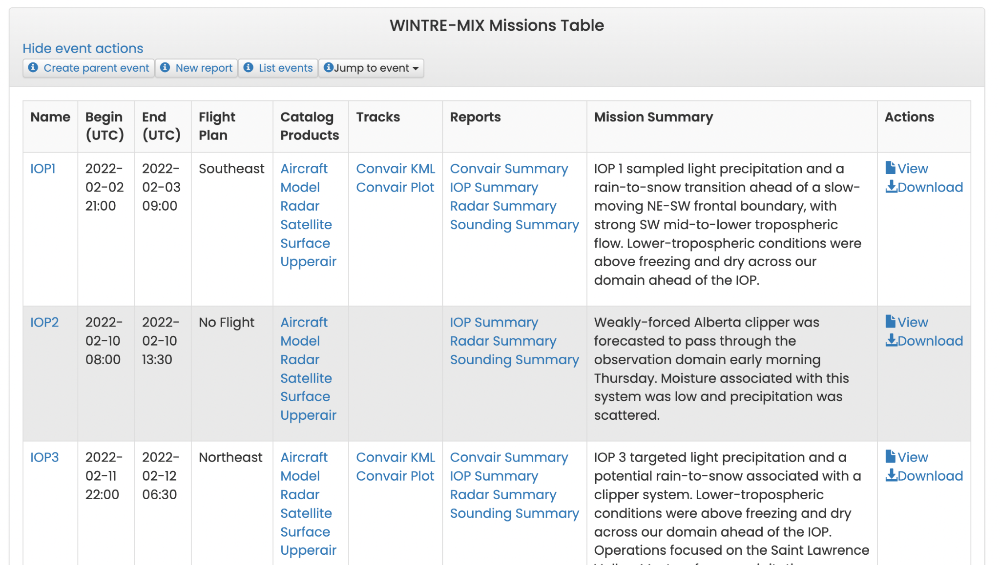 WINTRE-MIX Missions Table
Hide event actions
Create parent event New report List events Jump to event
Name Begin (UTC) End (UTC) Flight Plan Catalog Products Tracks Reports Mission Summary Actions
IOP1
2022-
02-02
21:00
2022-
02-03
09:00
Southeast
Aircraft
Model
Radar
Satellite
Surface
Upperair
Convair KML
Convair Plot
Convair Summary
IOP Summary
Radar Summary
Sounding Summary
IOP 1 sampled light precipitation and a
rain-to-snow transition ahead of a slow-
moving NE-SW frontal boundary, with
strong SW mid-to-lower tropospheric
flow. Lower-tropospheric conditions were
above freezing and dry across our
domain ahead of the IOP.
View
Download
IOP2
2022-
02-10
08:00
2022-
02-10
13:30
No Flight
Aircraft
Model
Radar
Satellite
Surface
Upperair
IOP Summary
Radar Summary
Sounding Summary
Weakly-forced Alberta clipper was
forecasted to pass through the
observation domain early morning
Thursday. Moisture associated with this
system was low and precipitation was
scattered.
View
Download
IOP3
2022-
02-11
22:00
2022-
02-12
06:30
Northeast
Aircraft
Model
Radar
Satellite
Surface
Upperair
Convair KML
Convair Plot
Convair Summary
IOP Summary
Radar Summary
Sounding Summary
IOP 3 targeted light precipitation and a
potential rain-to-snow associated with a
clipper system. Lower-tropospheric
conditions were above freezing and dry
across our domain ahead of the IOP.
Operations focused on the Saint Lawrence
View
Download